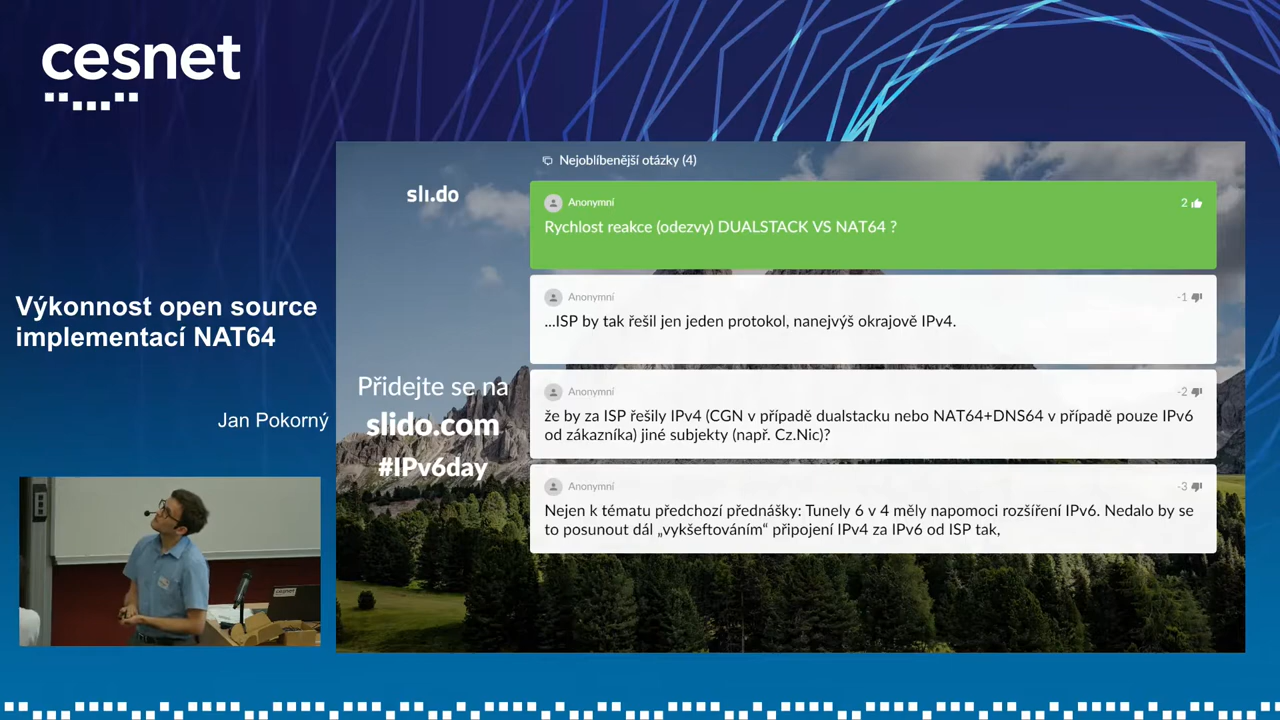 cesnet
Nejoblíbenější otázky (4)
sli.do
Anonymní
2
Rychlost reakce (odezvy) DUALSTACK VS NAT64 ?
Anonymní
-1
...ISP by tak řešil jen jeden protokol, nanejvýš okrajově IPv4.
Výkonnost open source
implementací NAT64
Jan Pokorný
Přidejte se na
slido.com
#IPv6day
Anonymní
-2
že by za ISP řešily IPv4 (CGN v případě dualstacku nebo NAT64+DNS64 v případě pouze IPv6
od zákazníka) jiné subjekty (např. Cz.Nic)?
Anonymní
-3
Nejen k tématu předchozí přednášky: Tunely 6 v 4 měly napomoci rozšíření IPv6. Nedalo by se
to posunout dál „vykšeftováním“ připojení IPv4 za IPv6 od ISP tak,
cesnet